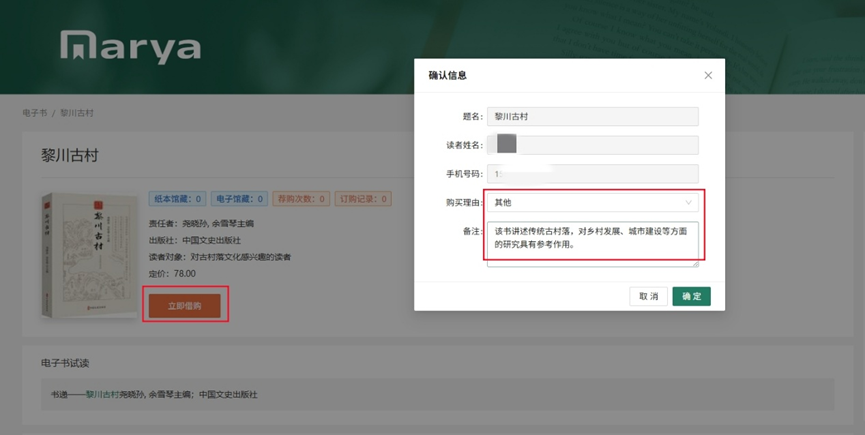 marya
电子书 / 黎川古村
黎川古村
纸本馆藏：0 电子馆藏：0 荐购次数：0 订购记录：0
责任者：尧晓孙, 余雪琴主编
出版社：中国文史出版社
读者对象：对古村落文化感兴趣的读者
定价：78.00
立即借购
黎川古村
电子书试读
书递——黎川古村尧晓孙, 余雪琴主编；中国文史出版社
确认信息
题名： 黎川古村
读者姓名：
手机号码： 1
购买理由： 其他
备注： 该书讲述传统古村落，对乡村发展、城市建设等方面
的研究具有参考作用。
取 消 确 定